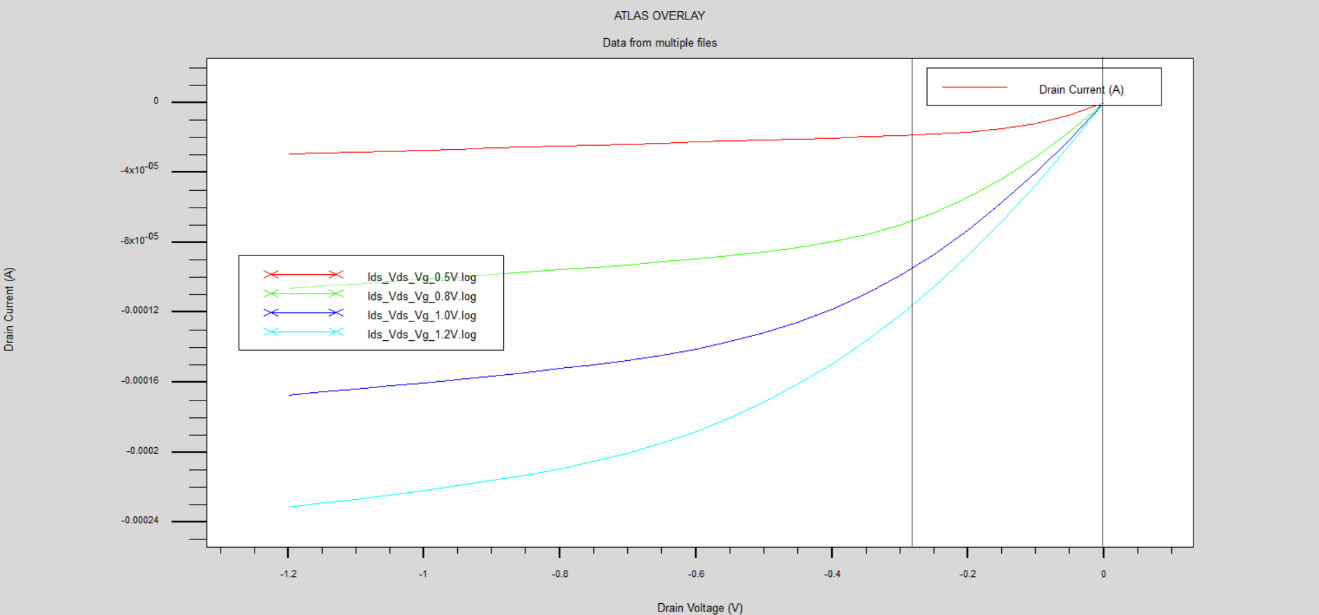 ATLAS OVERLAY
Data from multiple files
Drain Current (A)
0
-4x10^-05
-8x10^-05
-0.00012
-0.00016
-0.0002
-0.00024
Drain Current (A)
Ids_Vds_Vg_0.5V.log
Ids_Vds_Vg_0.8V.log
Ids_Vds_Vg_1.0V.log
Ids_Vds_Vg_1.2V.log
-1.2 -1 -0.8 -0.6 -0.4 -0.2 0
Drain Voltage (V)